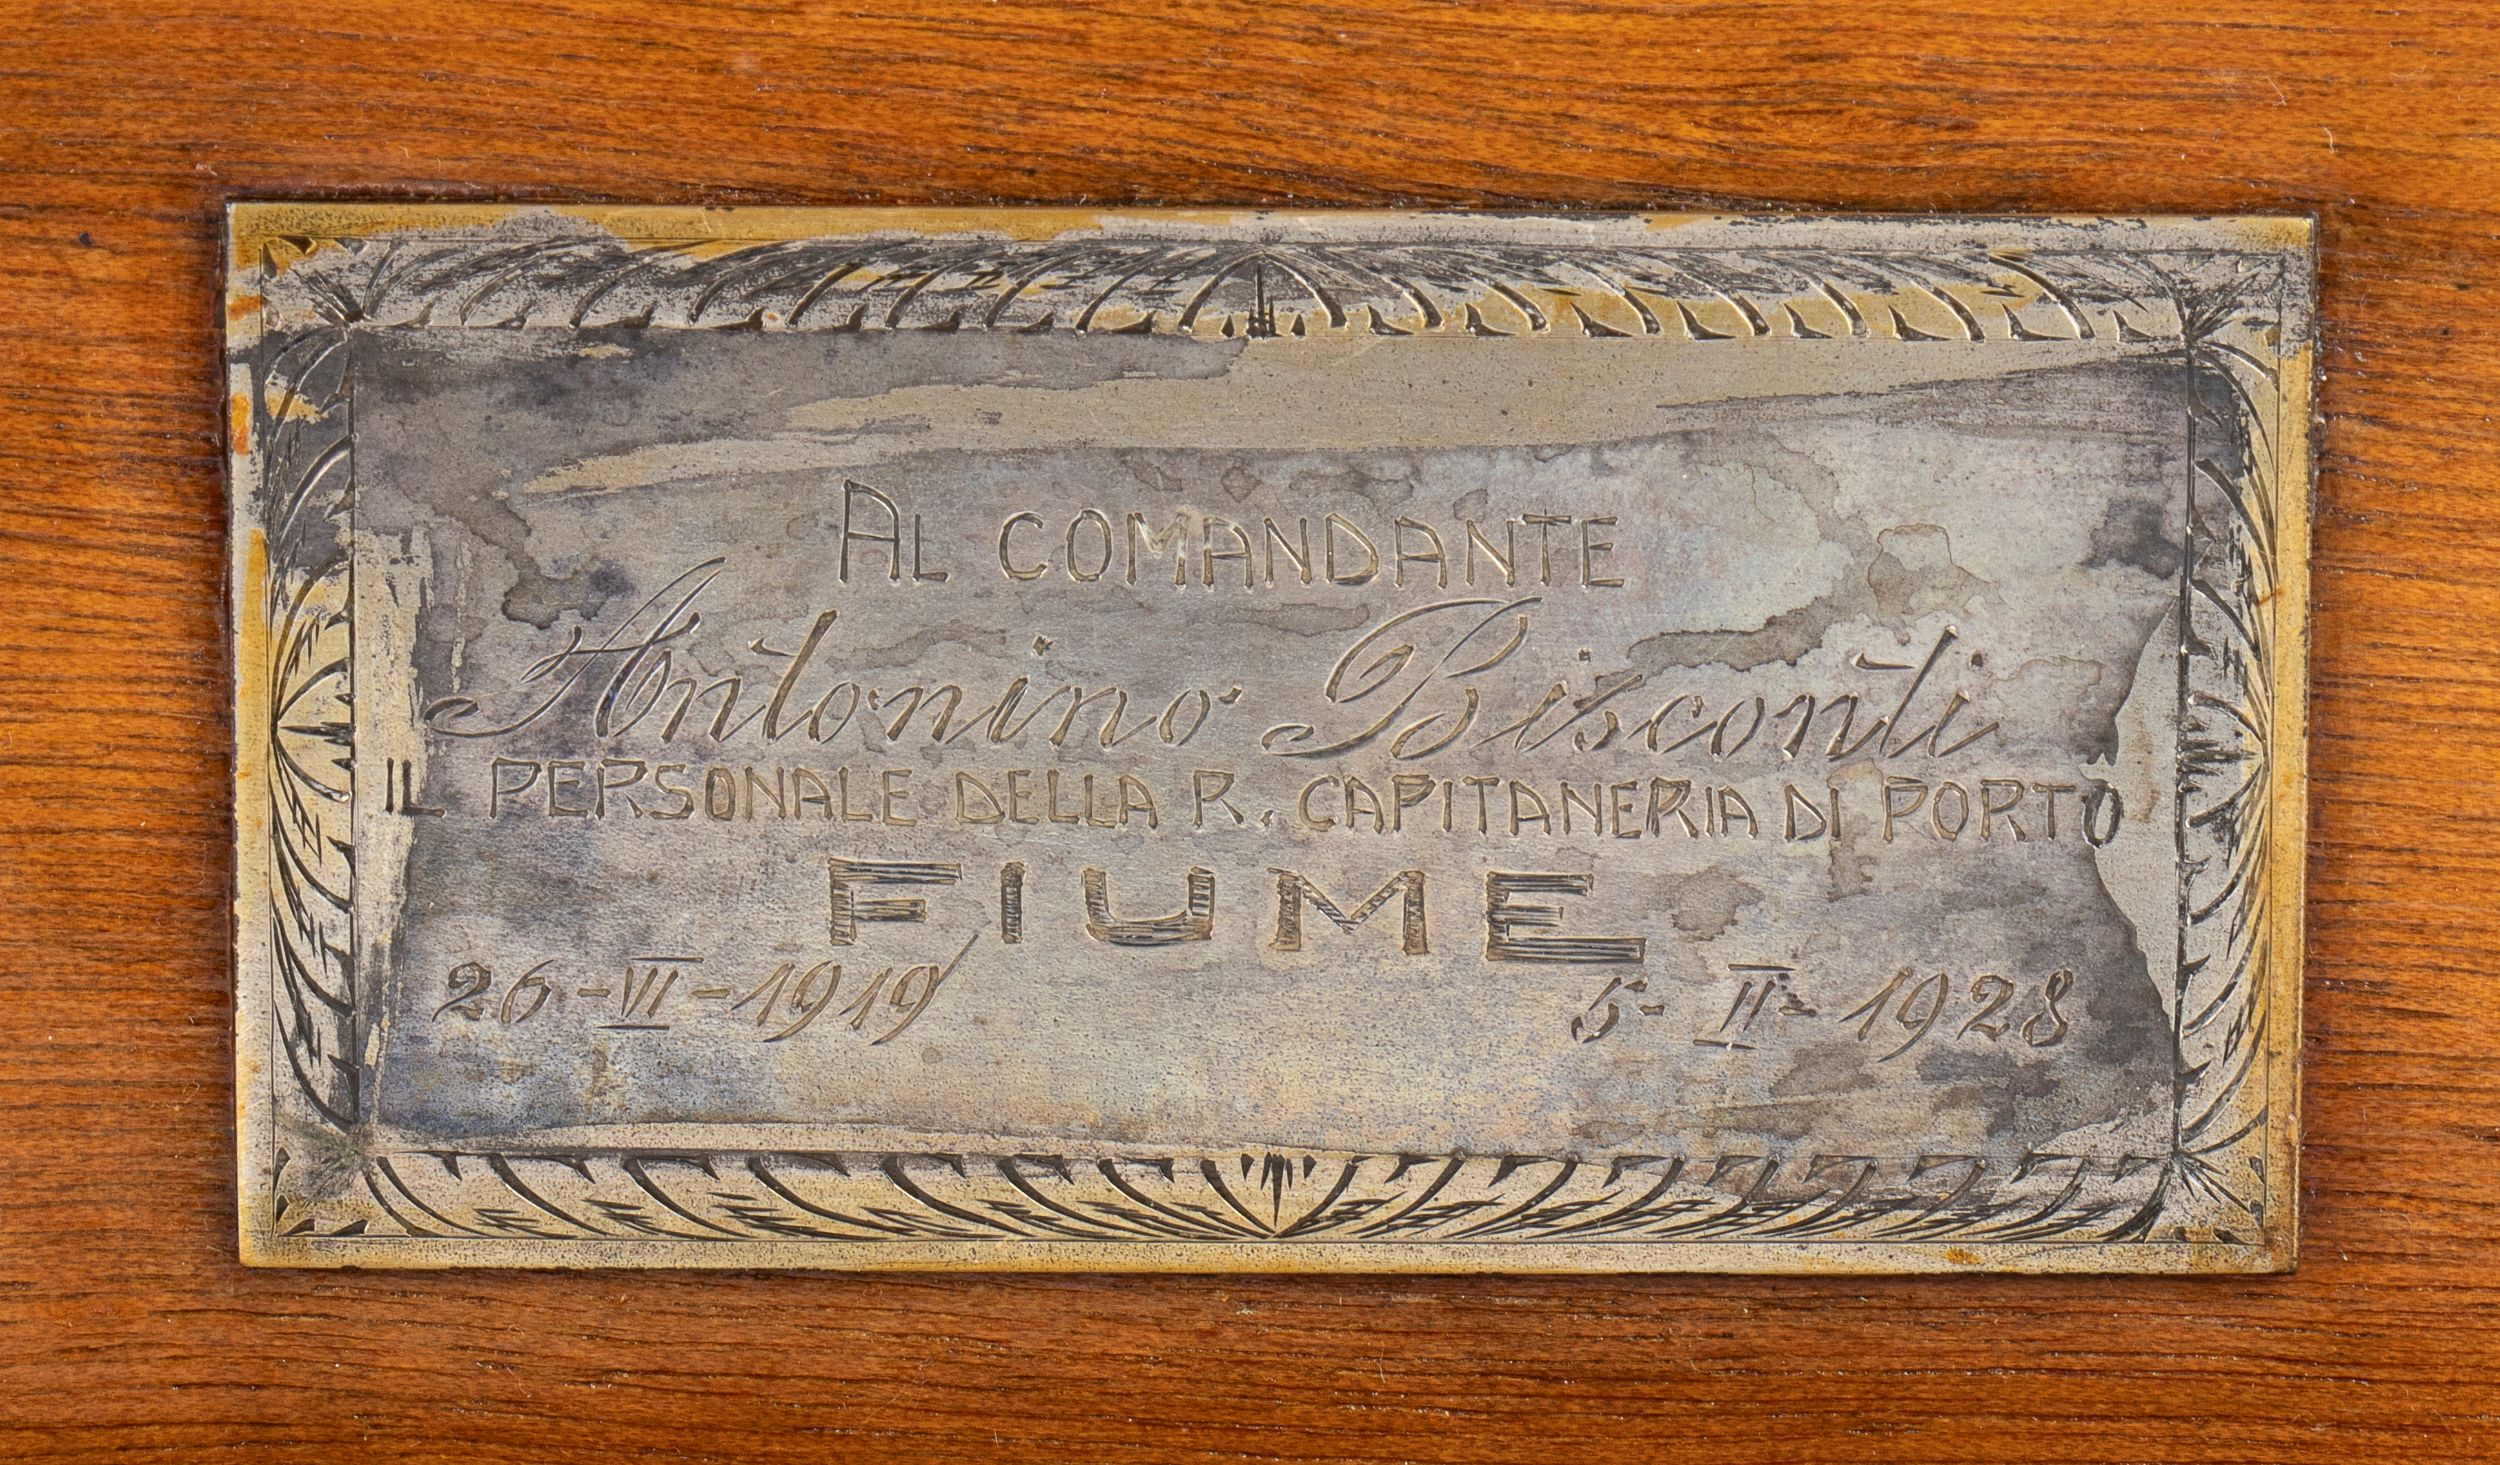 AL COMANDANTE
Antonino Bisconti
IL PERSONALE DELLA R. CAPITANERIA DI PORTO
FIUME
26-VI-1919 5-II-1928